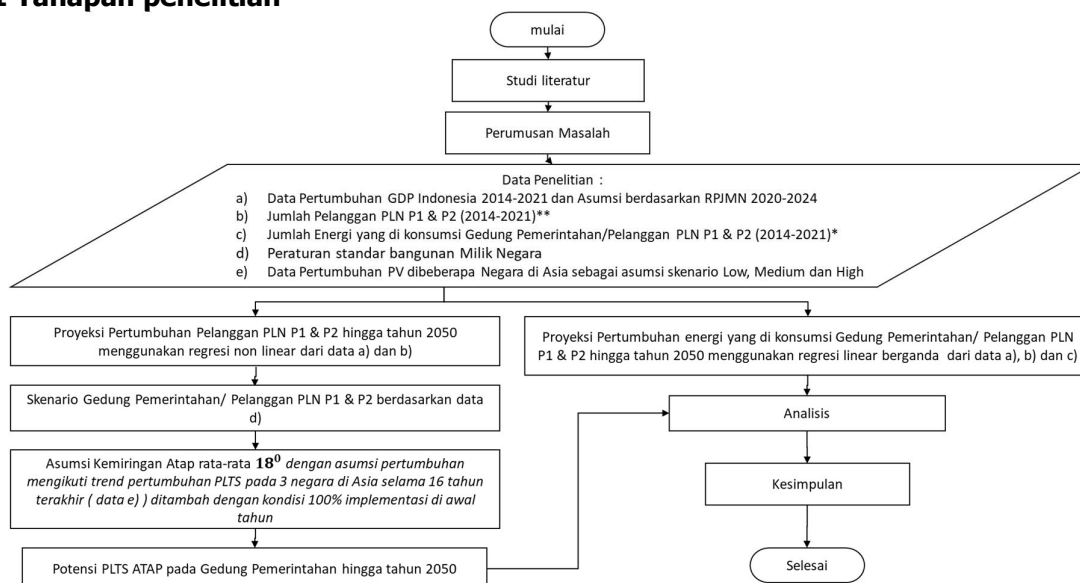 Tahapan penelitian
mulai
Studi literatur
Perumusan Masalah
Data Penelitian :
a) Data Pertumbuhan GDP Indonesia 2014-2021 dan Asumsi berdasarkan RPJMN 2020-2024
b) Jumlah Pelanggan PLN P1 & P2 (2014-2021)**
c) Jumlah Energi yang di konsumsi Gedung Pemerintahan/Pelanggan PLN P1 & P2 (2014-2021)*
d) Peraturan standar bangunan Milik Negara
e) Data Pertumbuhan PV dibeberapa Negara di Asia sebagai asumsi skenario Low, Medium dan High
Proyeksi Pertumbuhan Pelanggan PLN P1 & P2 hingga tahun 2050
menggunakan regresi non linear dari data a) dan b)
Skenario Gedung Pemerintahan/ Pelanggan PLN P1 & P2 berdasarkan data
d)
Asumsi Kemiringan Atap rata-rata 18⁰ dengan asumsi pertumbuhan
mengikuti trend pertumbuhan PLTS pada 3 negara di Asia selama 16 tahun
terakhir ( data e) ) ditambah dengan kondisi 100% implementasi di awal
tahun
Potensi PLTS ATAP pada Gedung Pemerintahan hingga tahun 2050
Proyeksi Pertumbuhan energi yang di konsumsi Gedung Pemerintahan/ Pelanggan PLN
P1 & P2 hingga tahun 2050 menggunakan regresi linear berganda dari data a), b) dan c)
Analisis
Kesimpulan
Selesai